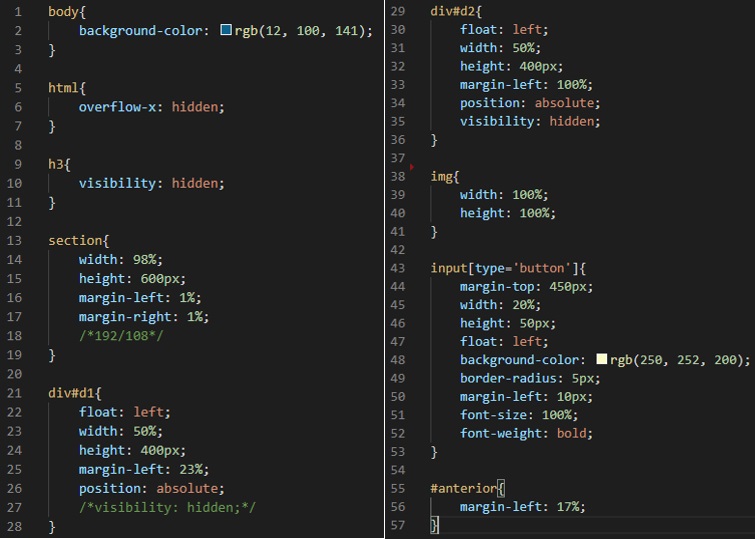 1 body{
2     background-color: rgb(12, 100, 141);
3 }
4
5 html{
6     overflow-x: hidden;
7 }
8
9 h3{
10     visibility: hidden;
11 }
12
13 section{
14     width: 98%;
15     height: 600px;
16     margin-left: 1%;
17     margin-right: 1%;
18     /*192/108*/
19 }
20
21 div#d1{
22     float: left;
23     width: 50%;
24     height: 400px;
25     margin-left: 23%;
26     position: absolute;
27     /*visibility: hidden;*/
28 }
29 div#d2{
30     float: left;
31     width: 50%;
32     height: 400px;
33     margin-left: 100%;
34     position: absolute;
35     visibility: hidden;
36 }
37
38 img{
39     width: 100%;
40     height: 100%;
41 }
42
43 input[type='button']{
44     margin-top: 450px;
45     width: 20%;
46     height: 50px;
47     float: left;
48     background-color: rgb(250, 252, 200);
49     border-radius: 5px;
50     margin-left: 10px;
51     font-size: 100%;
52     font-weight: bold;
53 }
54
55 #anterior{
56     margin-left: 17%;
57 }